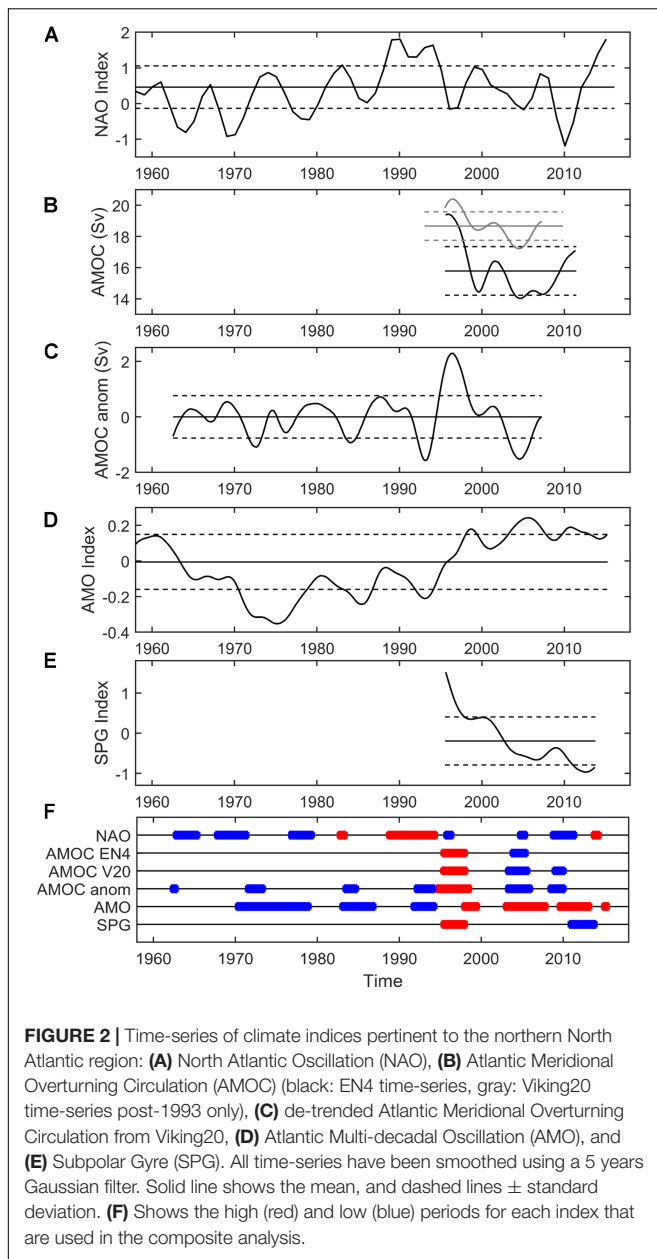 A
NAO Index
2
1
0
-1
1960 1970 1980 1990 2000 2010
B
AMOC (Sv)
20
18
16
14
1960 1970 1980 1990 2000 2010
C
AMOC anom (Sv)
2
0
-2
1960 1970 1980 1990 2000 2010
D
AMO Index
0.2
0
-0.2
-0.4
1960 1970 1980 1990 2000 2010
E
SPG Index
1
0
-1
1960 1970 1980 1990 2000 2010
F
NAO
AMOC EN4
AMOC V20
AMOC anom
AMO
SPG
1960 1970 1980 1990 2000 2010
Time
FIGURE 2 | Time-series of climate indices pertinent to the northern North
Atlantic region: (A) North Atlantic Oscillation (NAO), (B) Atlantic Meridional
Overturning Circulation (AMOC) (black: EN4 time-series, gray: Viking20
time-series post-1993 only), (C) de-trended Atlantic Meridional Overturning
Circulation from Viking20, (D) Atlantic Multi-decadal Oscillation (AMO), and
(E) Subpolar Gyre (SPG). All time-series have been smoothed using a 5 years
Gaussian filter. Solid line shows the mean, and dashed lines ± standard
deviation. (F) Shows the high (red) and low (blue) periods for each index that
are used in the composite analysis.